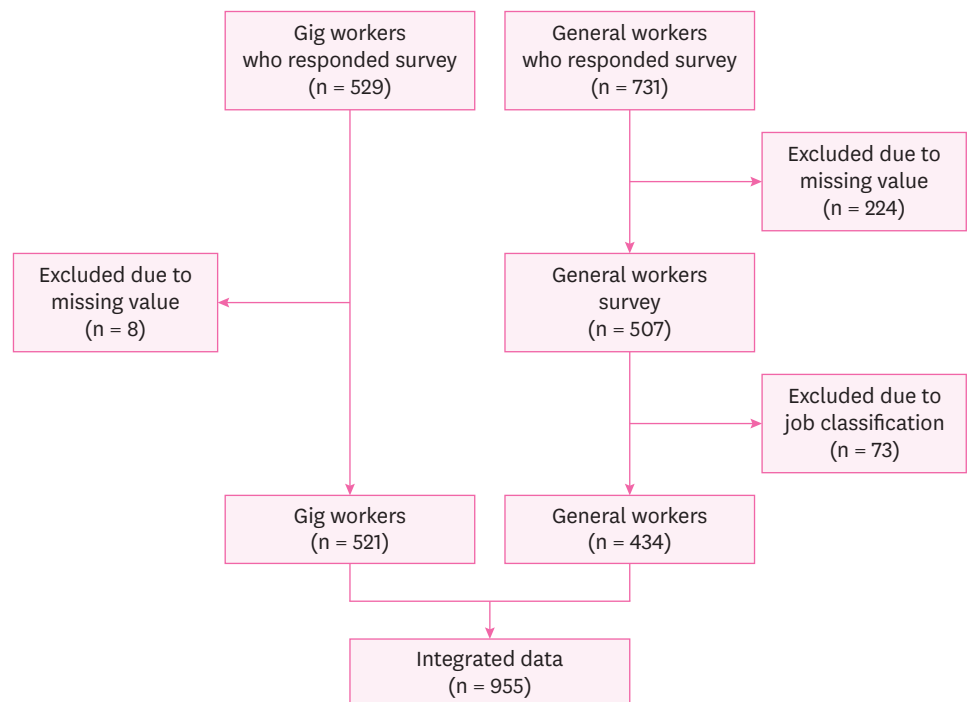 Gig workers
who responded survey
(n = 529)
General workers
who responded survey
(n = 731)
Excluded due to
missing value
(n = 224)
Excluded due to
missing value
(n = 8)
General workers
survey
(n = 507)
Excluded due to
job classification
(n = 73)
Gig workers
(n = 521)
General workers
(n = 434)
Integrated data
(n = 955)